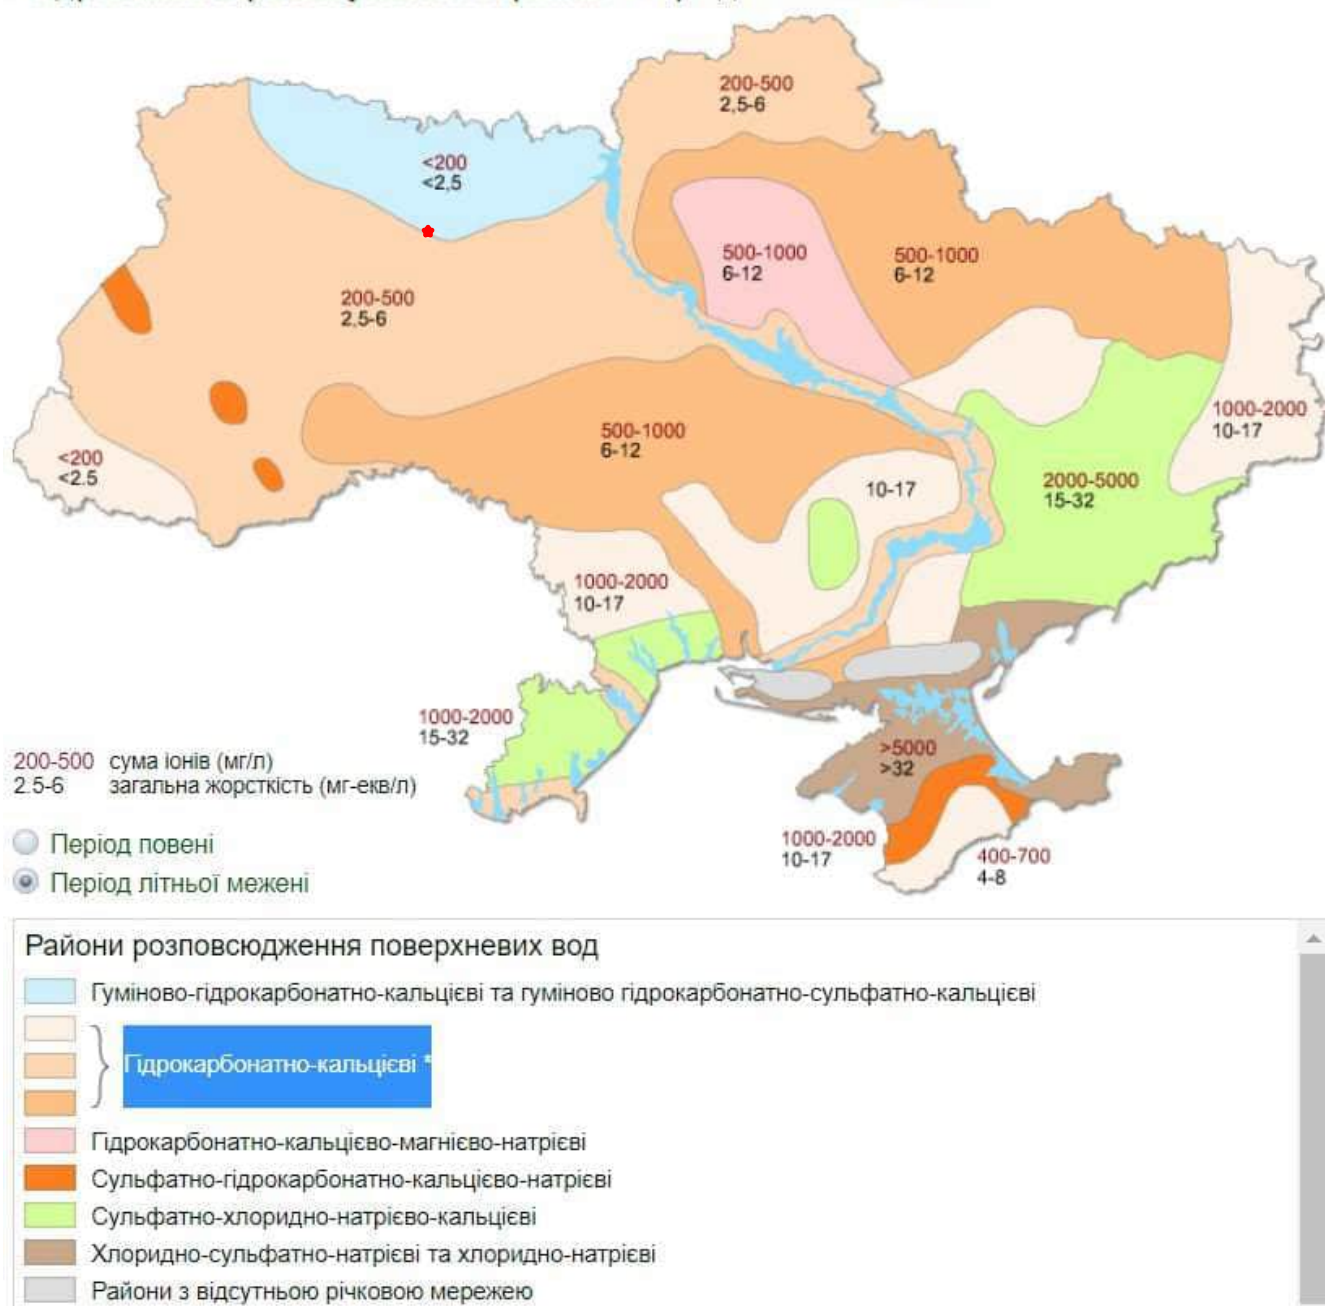 200-500
2,5-6
<200
<2,5
500-1000
6-12
500-1000
6-12
200-500
2,5-6
1000-2000
10-17
500-1000
6-12
<200
<2.5
10-17
2000-5000
15-32
1000-2000
10-17
1000-2000
15-32
>5000
>32
200-500 сума іонів (мг/л)
2.5-6 загальна жорсткість (мг-екв/л)
1000-2000
10-17
400-700
4-8
Період повені
Період літньої межені
Райони розповсюдження поверхневих вод
Гуміново-гідрокарбонатно-кальцієві та гуміново гідрокарбонатно-сульфатно-кальцієві
Гідрокарбонатно-кальцієві *
Гідрокарбонатно-кальцієво-магнієво-натрієві
Сульфатно-гідрокарбонатно-кальцієво-натрієві
Сульфатно-хлоридно-натрієво-кальцієві
Хлоридно-сульфатно-натрієві та хлоридно-натрієві
Райони з відсутньою річковою мережею